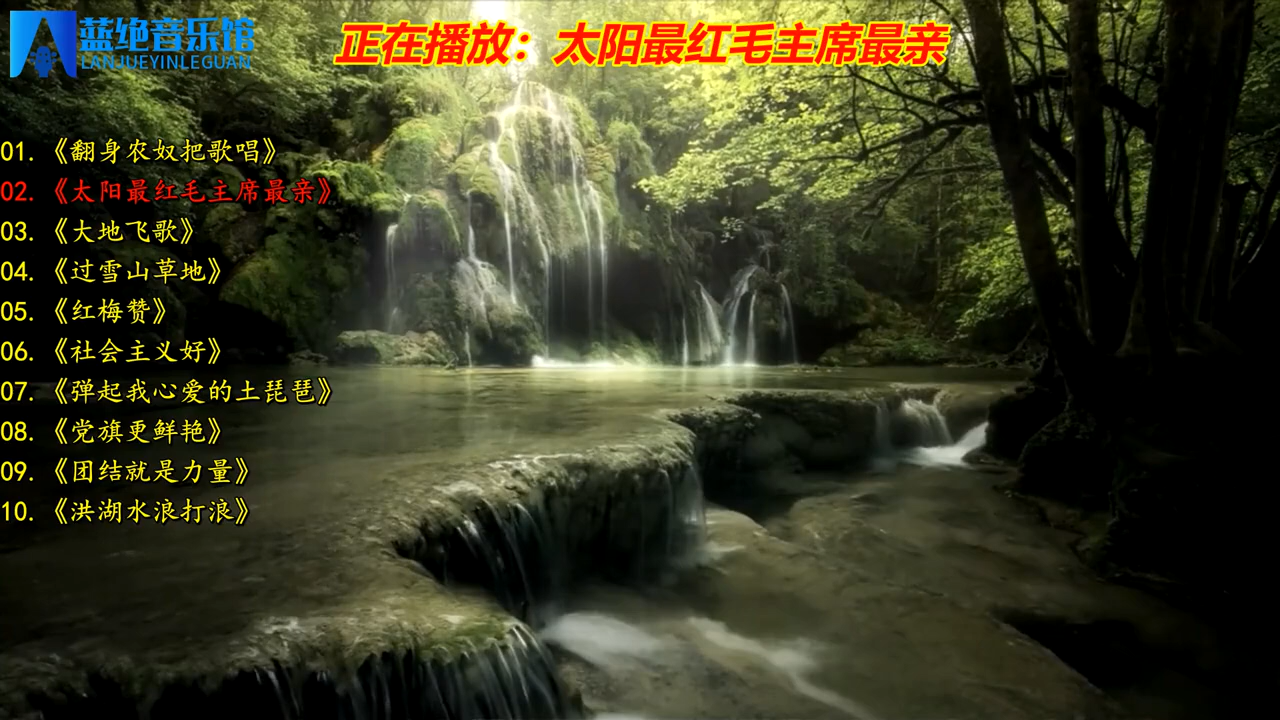 蓝绝音乐馆
LANJUEYINLEGUAN
正在播放：太阳最红毛主席最亲
01.《翻身农奴把歌唱》
02.《太阳最红毛主席最亲》
03.《大地飞歌》
04.《过雪山草地》
05.《红梅赞》
06.《社会主义好》
07.《弹起我心爱的土琵琶》
08.《党旗更鲜艳》
09.《团结就是力量》
10.《洪湖水浪打浪》